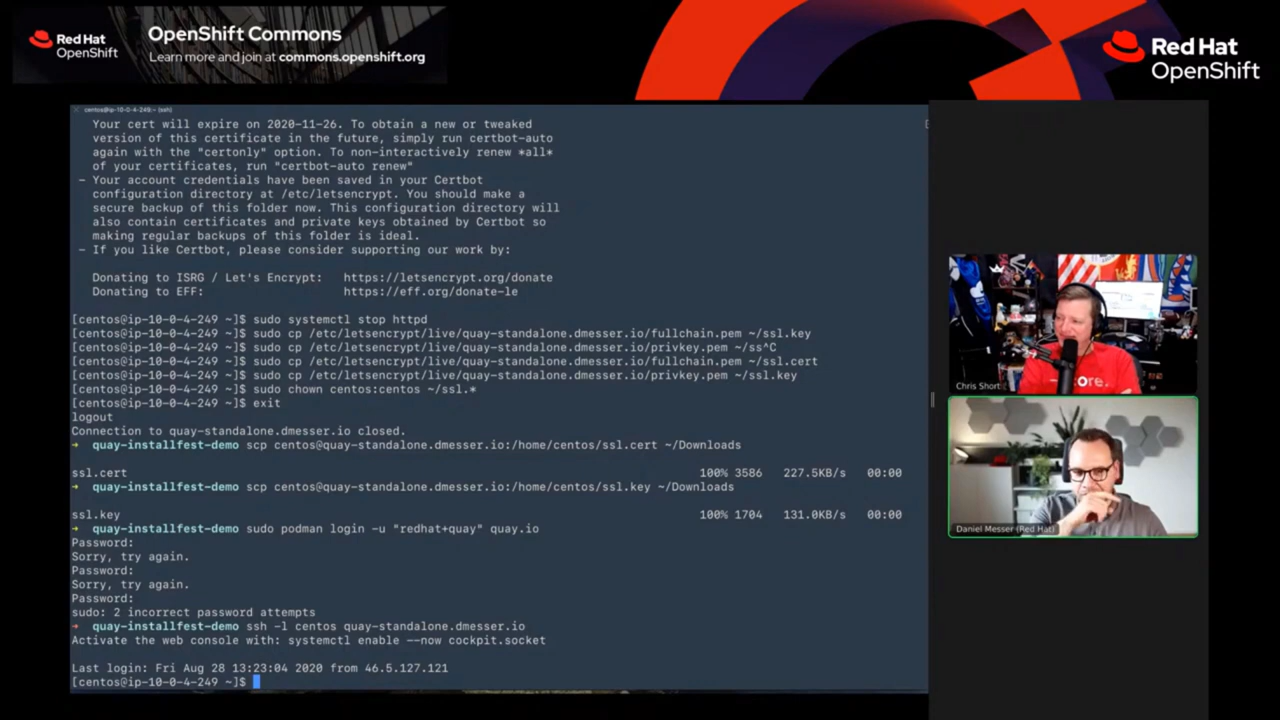 Red Hat
OpenShift
OpenShift Commons
Learn more and join at commons.openshift.org
Red Hat
OpenShift
centos@ip-10-0-4-249:~ (ssh)
Your cert will expire on 2020-11-26. To obtain a new or tweaked
version of this certificate in the future, simply run certbot-auto
again with the "certonly" option. To non-interactively renew *all*
of your certificates, run "certbot-auto renew"
- Your account credentials have been saved in your Certbot
configuration directory at /etc/letsencrypt. You should make a
secure backup of this folder now. This configuration directory will
also contain certificates and private keys obtained by Certbot so
making regular backups of this folder is ideal.
- If you like Certbot, please consider supporting our work by:
Donating to ISRG / Let's Encrypt: https://letsencrypt.org/donate
Donating to EFF: https://eff.org/donate-le
[centos@ip-10-0-4-249 ~]$ sudo systemctl stop httpd
[centos@ip-10-0-4-249 ~]$ sudo cp /etc/letsencrypt/live/quay-standalone.dmesser.io/fullchain.pem ~/ssl.key
[centos@ip-10-0-4-249 ~]$ sudo cp /etc/letsencrypt/live/quay-standalone.dmesser.io/privkey.pem ~/ss^C
[centos@ip-10-0-4-249 ~]$ sudo cp /etc/letsencrypt/live/quay-standalone.dmesser.io/fullchain.pem ~/ssl.cert
[centos@ip-10-0-4-249 ~]$ sudo cp /etc/letsencrypt/live/quay-standalone.dmesser.io/privkey.pem ~/ssl.key
[centos@ip-10-0-4-249 ~]$ sudo chown centos:centos ~/ssl.*
[centos@ip-10-0-4-249 ~]$ exit
logout
Connection to quay-standalone.dmesser.io closed.
→ quay-installfest-demo scp centos@quay-standalone.dmesser.io:/home/centos/ssl.cert ~/Downloads
ssl.cert 100% 3586 227.5KB/s 00:00
→ quay-installfest-demo scp centos@quay-standalone.dmesser.io:/home/centos/ssl.key ~/Downloads
ssl.key 100% 1704 131.0KB/s 00:00
→ quay-installfest-demo sudo podman login -u "redhat+quay" quay.io
Password:
Sorry, try again.
Password:
Sorry, try again.
Password:
sudo: 2 incorrect password attempts
→ quay-installfest-demo ssh -l centos quay-standalone.dmesser.io
Activate the web console with: systemctl enable --now cockpit.socket
Last login: Fri Aug 28 13:23:04 2020 from 46.5.127.121
[centos@ip-10-0-4-249 ~]$
core.
Chris Short
Daniel Messer (Red Hat)